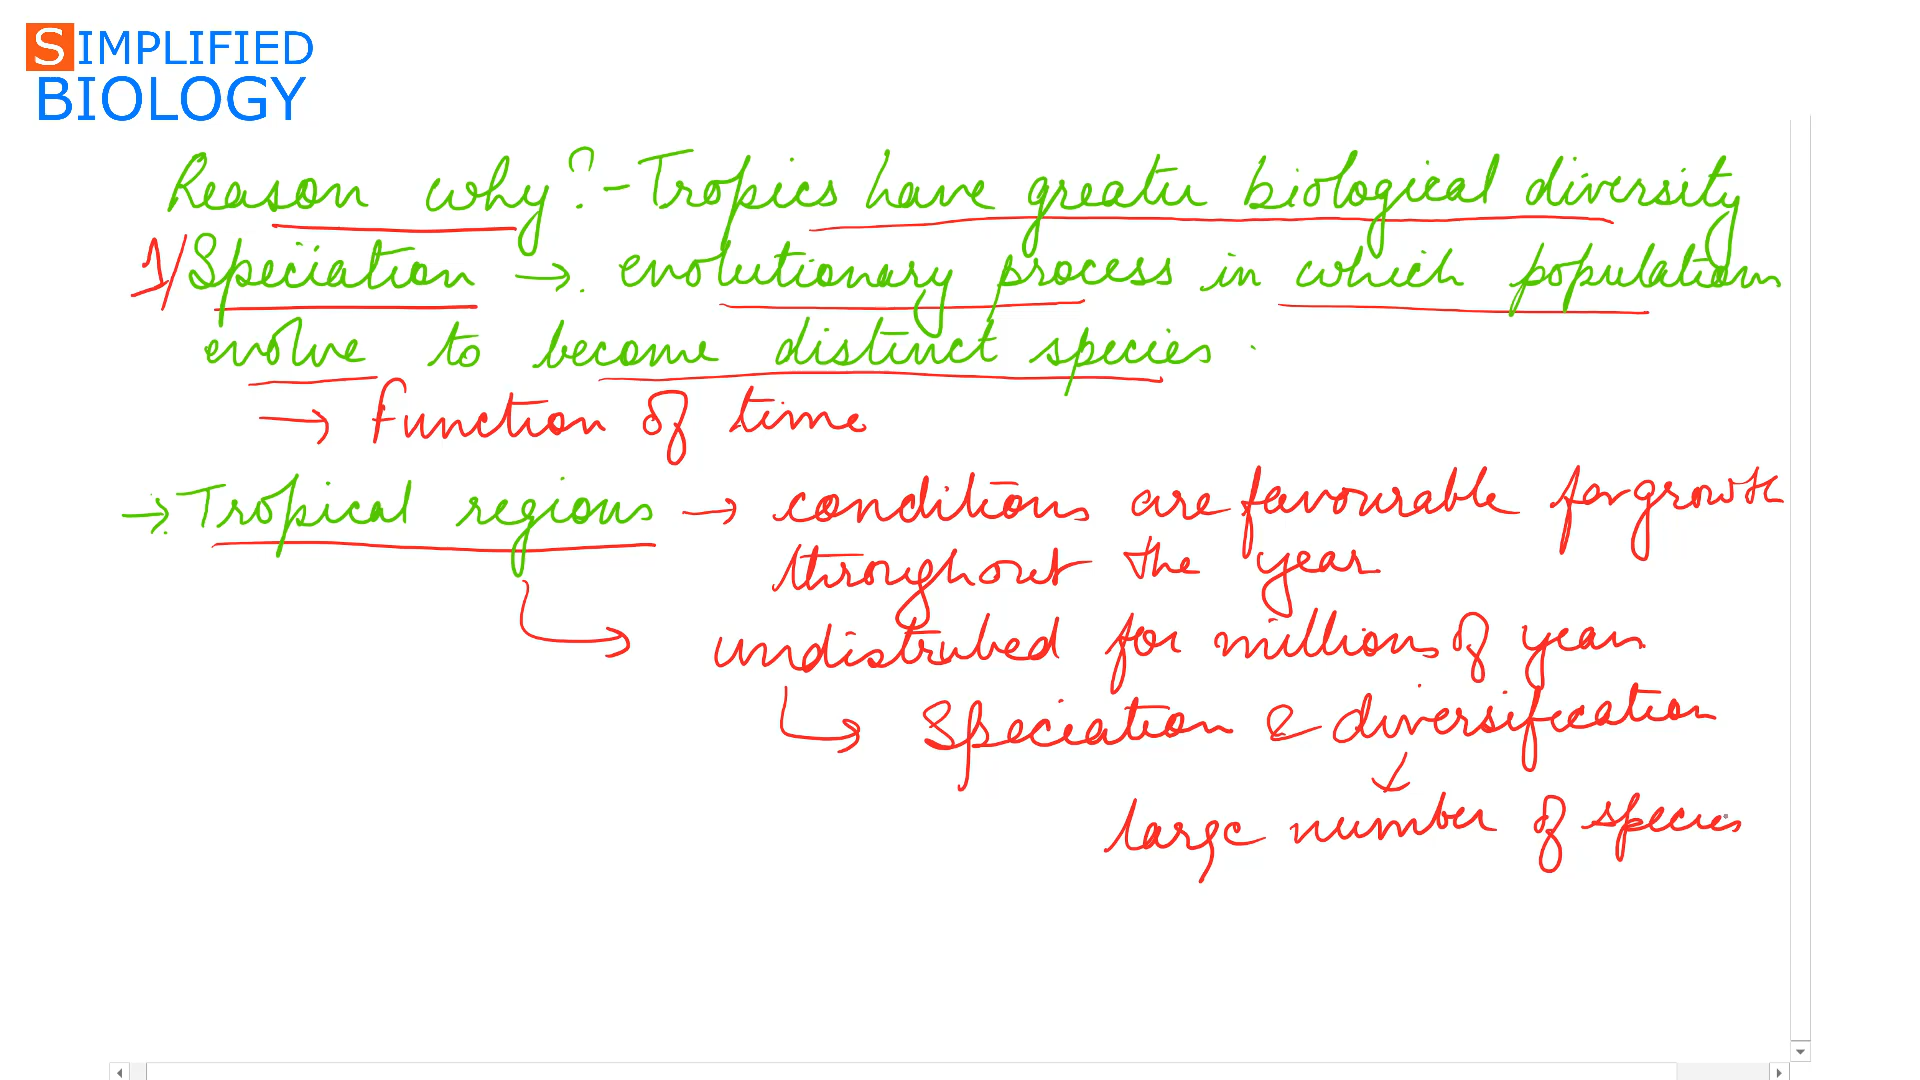 SIMPLIFIED
BIOLOGY
Reason why? - Tropics have greater biological diversity
1/ Speciation → evolutionary process in which populations
evolve to become distinct species.
→ Function of time
→ Tropical regions → conditions are favourable for growth
throughout the year
undistrubed for millions of years
Speciation & diversification
large number of species